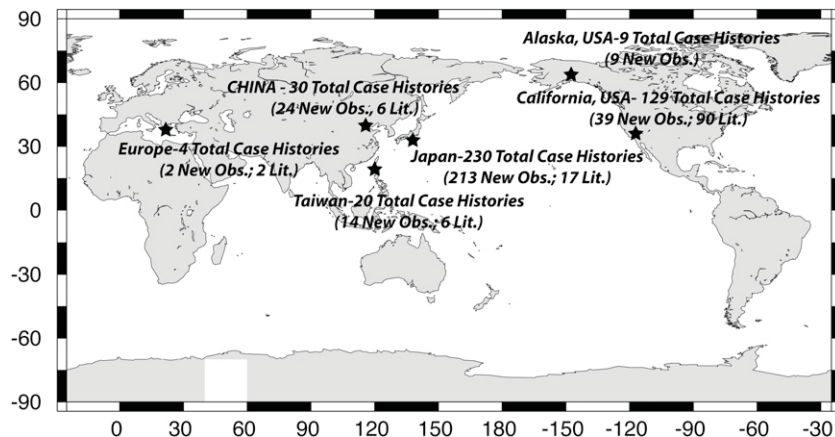 90
60
30
0
-30
-60
-90
Alaska, USA-9 Total Case Histories
(9 New Obs.)
CHINA - 30 Total Case Histories
(24 New Obs., 6 Lit.)
California, USA- 129 Total Case Histories
(39 New Obs.; 90 Lit.)
Europe-4 Total Case Histories
(2 New Obs.; 2 Lit.)
Japan-230 Total Case Histories
(213 New Obs.; 17 Lit.)
Taiwan-20 Total Case Histories
(14 New Obs.; 6 Lit.)
0 30 60 90 120 150 180 -150 -120 -90 -60 -30